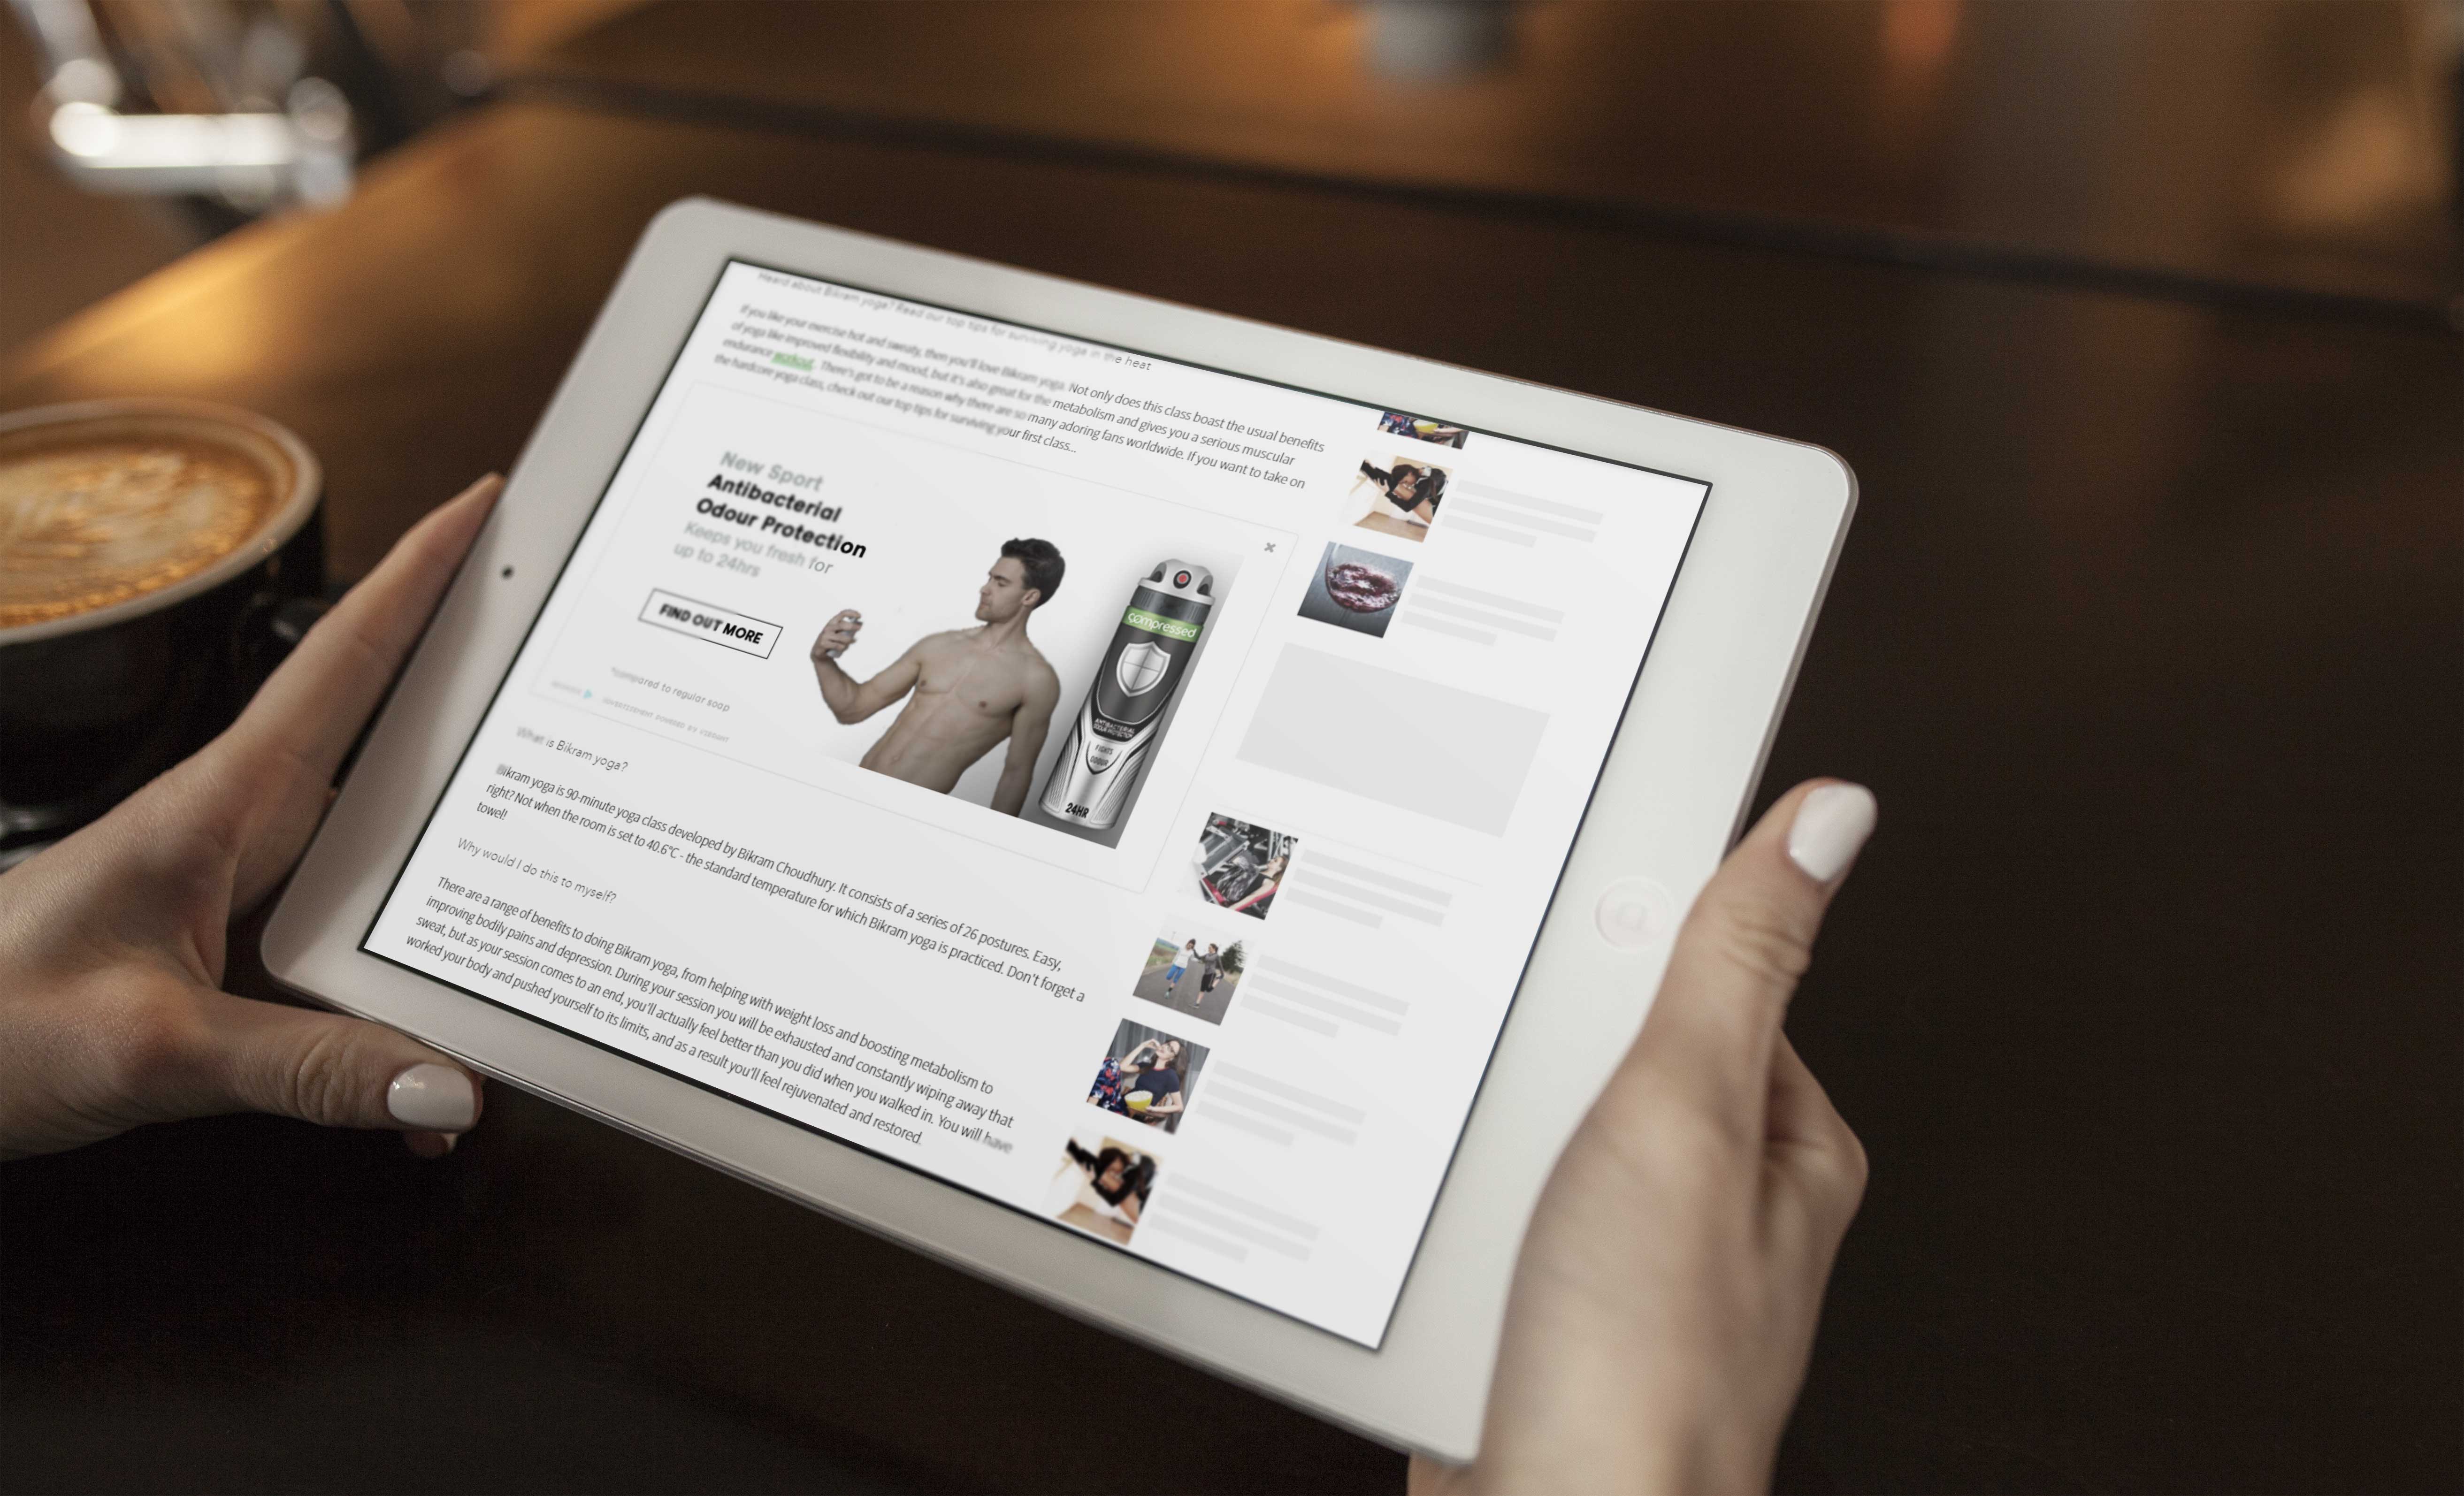 Heard about Bikram yoga? Read our top tips for surviving yoga in the heat
If you like your exercise hot and sweaty, then you'll love Bikram yoga. Not only does this class boast the usual benefits
of yoga like improved flexibility and mood, but it's also great for the metabolism and gives you a serious muscular
endurance workout. There's got to be a reason why there are so many adoring fans worldwide. If you want to take on
the hardcore yoga class, check out our top tips for surviving your first class...
New Sport
Antibacterial
Odour Protection
Keeps you fresh for
up to 24hrs
FIND OUT MORE
*compared to regular soap
ADVERTISEMENT POWERED BY VIBRANT
compressed
ANTIBACTERIAL
ODOUR PROTECTION
FIGHTS
ODOUR
24HR
What is Bikram yoga?
Bikram yoga is 90-minute yoga class developed by Bikram Choudhury. It consists of a series of 26 postures. Easy,
right? Not when the room is set to 40.6°C - the standard temperature for which Bikram yoga is practiced. Don't forget a
towel!
Why would I do this to myself?
There are a range of benefits to doing Bikram yoga, from helping with weight loss and boosting metabolism to
improving bodily pains and depression. During your session you will be exhausted and constantly wiping away that
sweat, but as your session comes to an end, you'll actually feel better than you did when you walked in. You will have
worked your body and pushed yourself to its limits, and as a result you'll feel rejuvenated and restored.